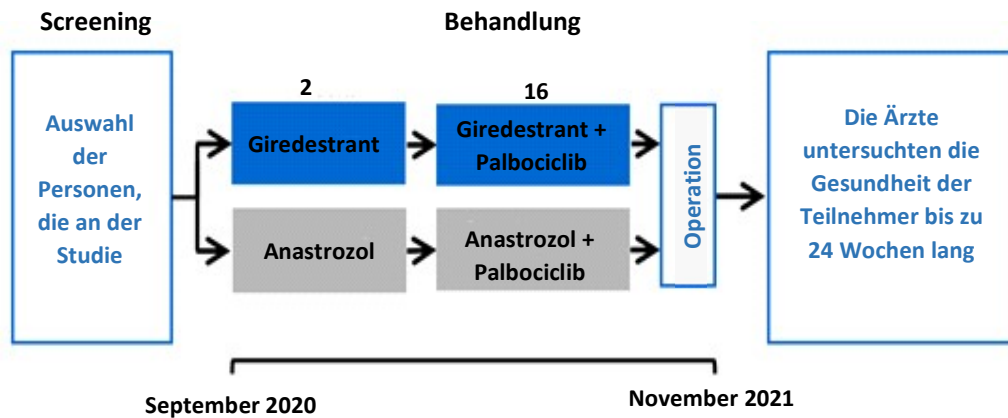 Screening
Behandlung
Auswahl
der
Personen,
die an der
Studie
2
16
Giredestrant
Giredestrant +
Palbociclib
Anastrozol
Anastrozol +
Palbociclib
Operation
Die Ärzte
untersuchten die
Gesundheit der
Teilnehmer bis zu
24 Wochen lang
September 2020
November 2021